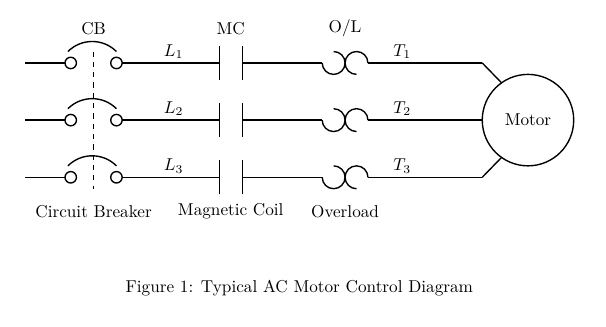 CB MC O/L
L₁ T₁
L₂ T₂ Motor
L₃ T₃
Circuit Breaker Magnetic Coil Overload
Figure 1: Typical AC Motor Control Diagram